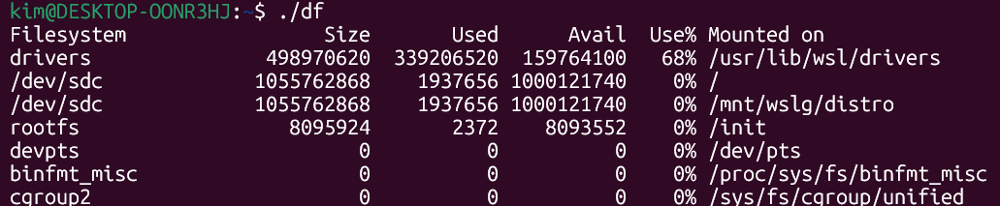 kim@DESKTOP-OONR3HJ:~$ ./df
Filesystem Size Used Avail Use% Mounted on
drivers 498970620 339206520 159764100 68% /usr/lib/wsl/drivers
/dev/sdc 1055762868 1937656 1000121740 0% /
/dev/sdc 1055762868 1937656 1000121740 0% /mnt/wslg/distro
rootfs 8095924 2372 8093552 0% /init
devpts 0 0 0 0% /dev/pts
binfmt_misc 0 0 0 0% /proc/sys/fs/binfmt_misc
cgroup2 0 0 0 0% /sys/fs/cgroup/unified